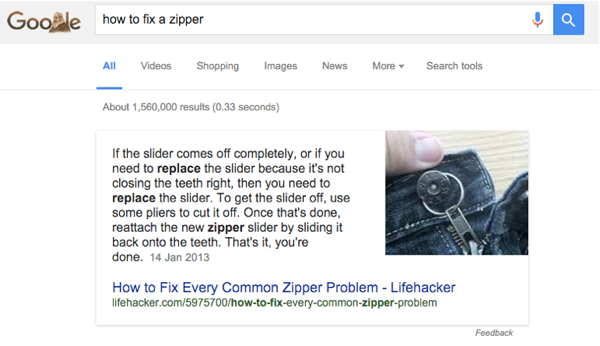 Google
how to fix a zipper
All Videos Shopping Images News More Search tools
About 1,560,000 results (0.33 seconds)
If the slider comes off completely, or if you
need to replace the slider because it's not
closing the teeth right, then you need to
replace the slider. To get the slider off, use
some pliers to cut it off. Once that's done,
reattach the new zipper slider by sliding it
back onto the teeth. That's it, you're
done. 14 Jan 2013
How to Fix Every Common Zipper Problem - Lifehacker
lifehacker.com/5975700/how-to-fix-every-common-zipper-problem
Feedback